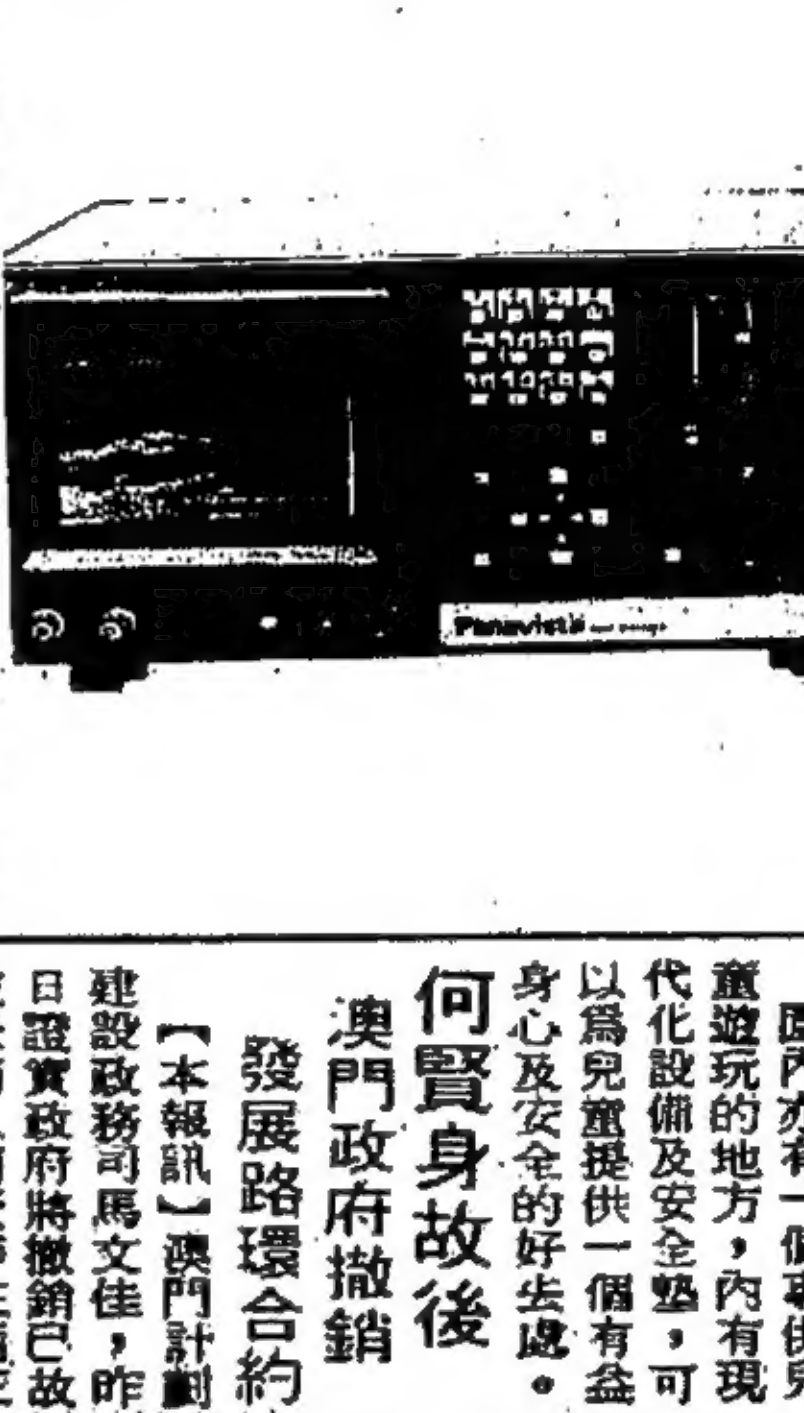 Panavista
園內亦有一個專供兒
童遊玩的地方，內有現
代化設備及安全墊，可
以爲兒童提供一個有益
身心及安全的好去處。
何賢身故後
澳門政府撤銷
發展路環合約
【本報訊】澳門計劃
建設政務司馬文佳，昨
日證實政府將撤銷已故